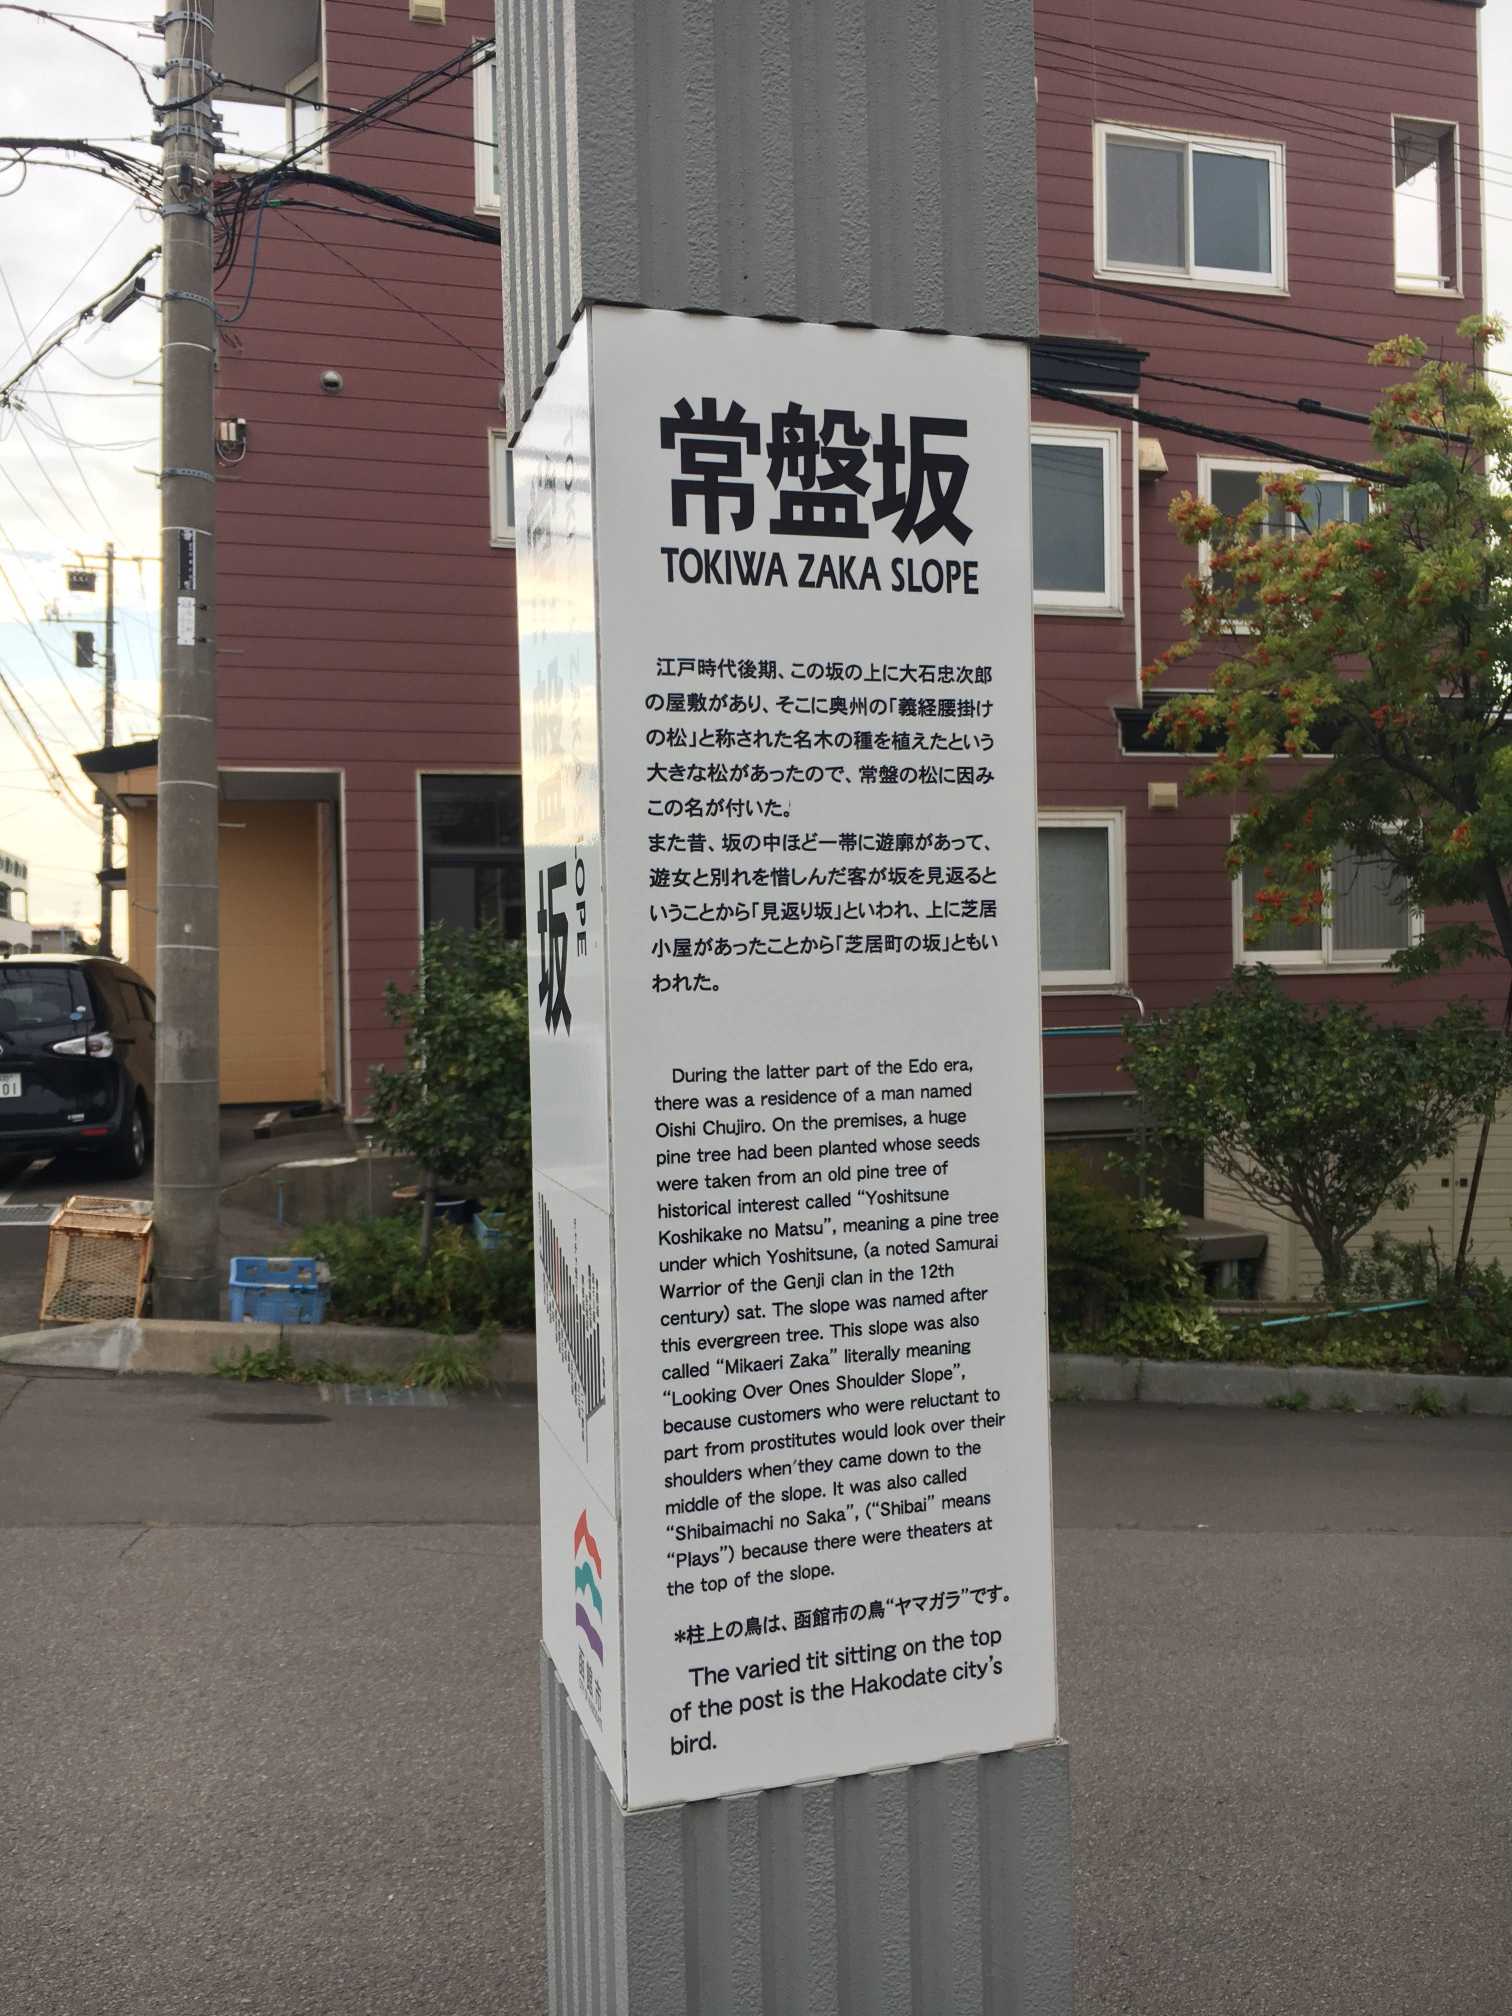 常盤坂
TOKIWA ZAKA SLOPE
江戸時代後期、この坂の上に大石忠次郎
の屋敷があり、そこに奥州の「義経腰掛け
の松」と称された名木の種を植えたという
大きな松があったので、常盤の松に因み
この名が付いた。
また昔、坂の中ほど一帯に遊廓があって、
遊女と別れを惜しんだ客が坂を見返ると
いうことから「見返り坂」といわれ、上に芝居
小屋があったことから「芝居町の坂」ともい
われた。
During the latter part of the Edo era,
there was a residence of a man named
Oishi Chujiro. On the premises, a huge
pine tree had been planted whose seeds
were taken from an old pine tree of
historical interest called “Yoshitsune
Koshikake no Matsu”, meaning a pine tree
under which Yoshitsune, (a noted Samurai
Warrior of the Genji clan in the 12th
century) sat. The slope was named after
this evergreen tree. This slope was also
called “Mikaeri Zaka” literally meaning
“Looking Over Ones Shoulder Slope”,
because customers who were reluctant to
part from prostitutes would look over their
shoulders when they came down to the
middle of the slope. It was also called
“Shibaimachi no Saka”, (“Shibai” means
“Plays”) because there were theaters at
the top of the slope.
*柱上の鳥は、函館市の鳥“ヤマガラ”です。
The varied tit sitting on the top
of the post is the Hakodate city's
bird.
坂
OPE
01